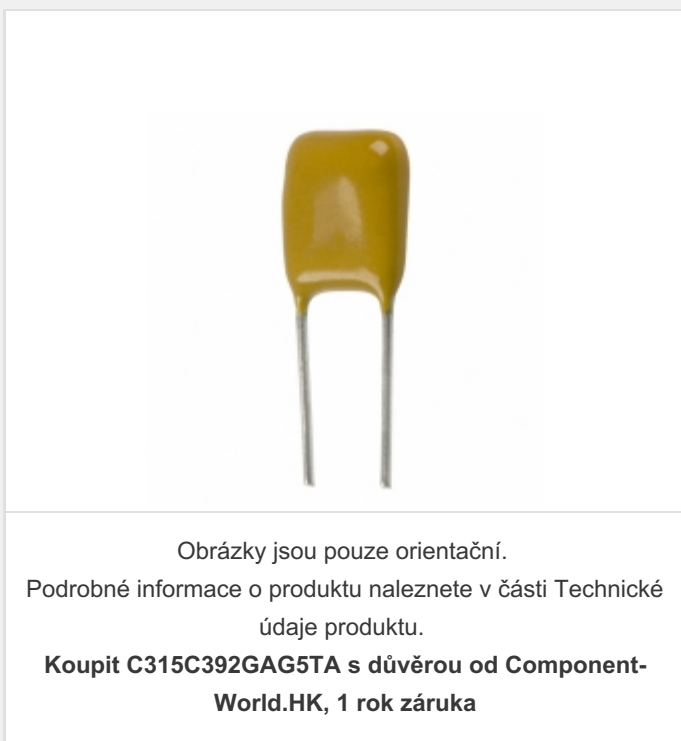 Obrázky jsou pouze orientační.
Podrobné informace o produktu naleznete v části Technické
údaje produktu.
Koupit C315C392GAG5TA s důvěrou od Component-
World.HK, 1 rok záruka